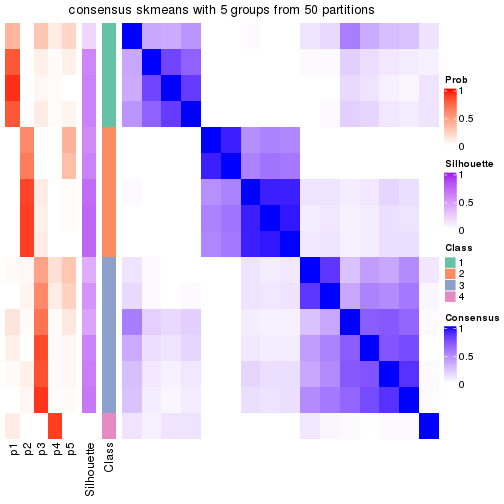 consensus skmeans with 5 groups from 50 partitions
Prob
1
0.5
0
Silhouette
1
0.5
0
Class
1
2
3
4
Consensus
1
0.5
0
p1
p2
p3
p4
p5
Silhouette
Class